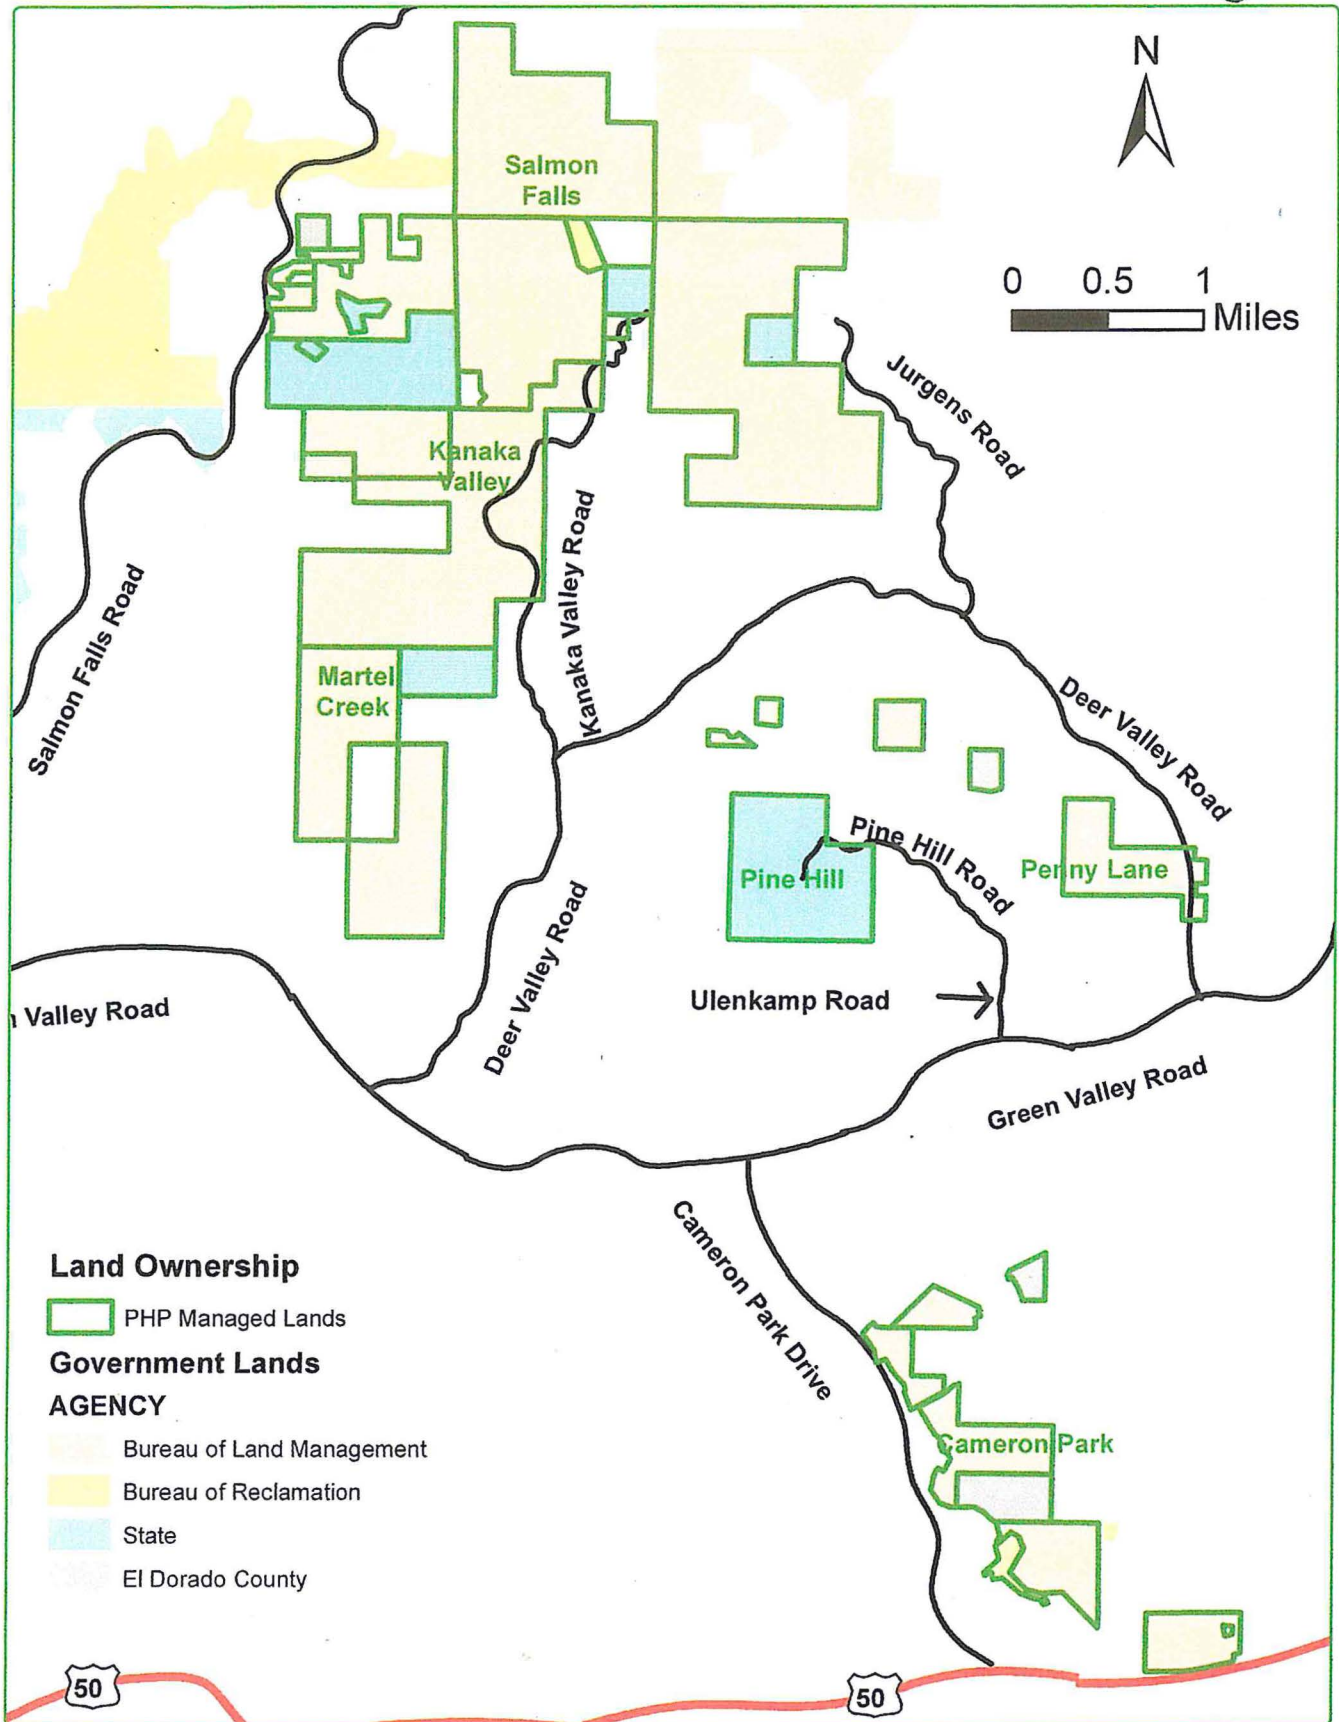 N
Salmon
Falls
0 0.5 1
Miles
Jurgens Road
Kanaka
Valley
Kanaka Valley Road
Salmon Falls Road
Martel
Creek
Deer Valley Road
Pine Hill Road
Pine Hill
Penny Lane
Deer Valley Road
Ulenkamp Road
Valley Road
Green Valley Road
Cameron Park Drive
Land Ownership
PHP Managed Lands
Government Lands
AGENCY
Bureau of Land Management
Bureau of Reclamation
State
El Dorado County
Cameron Park
50
50